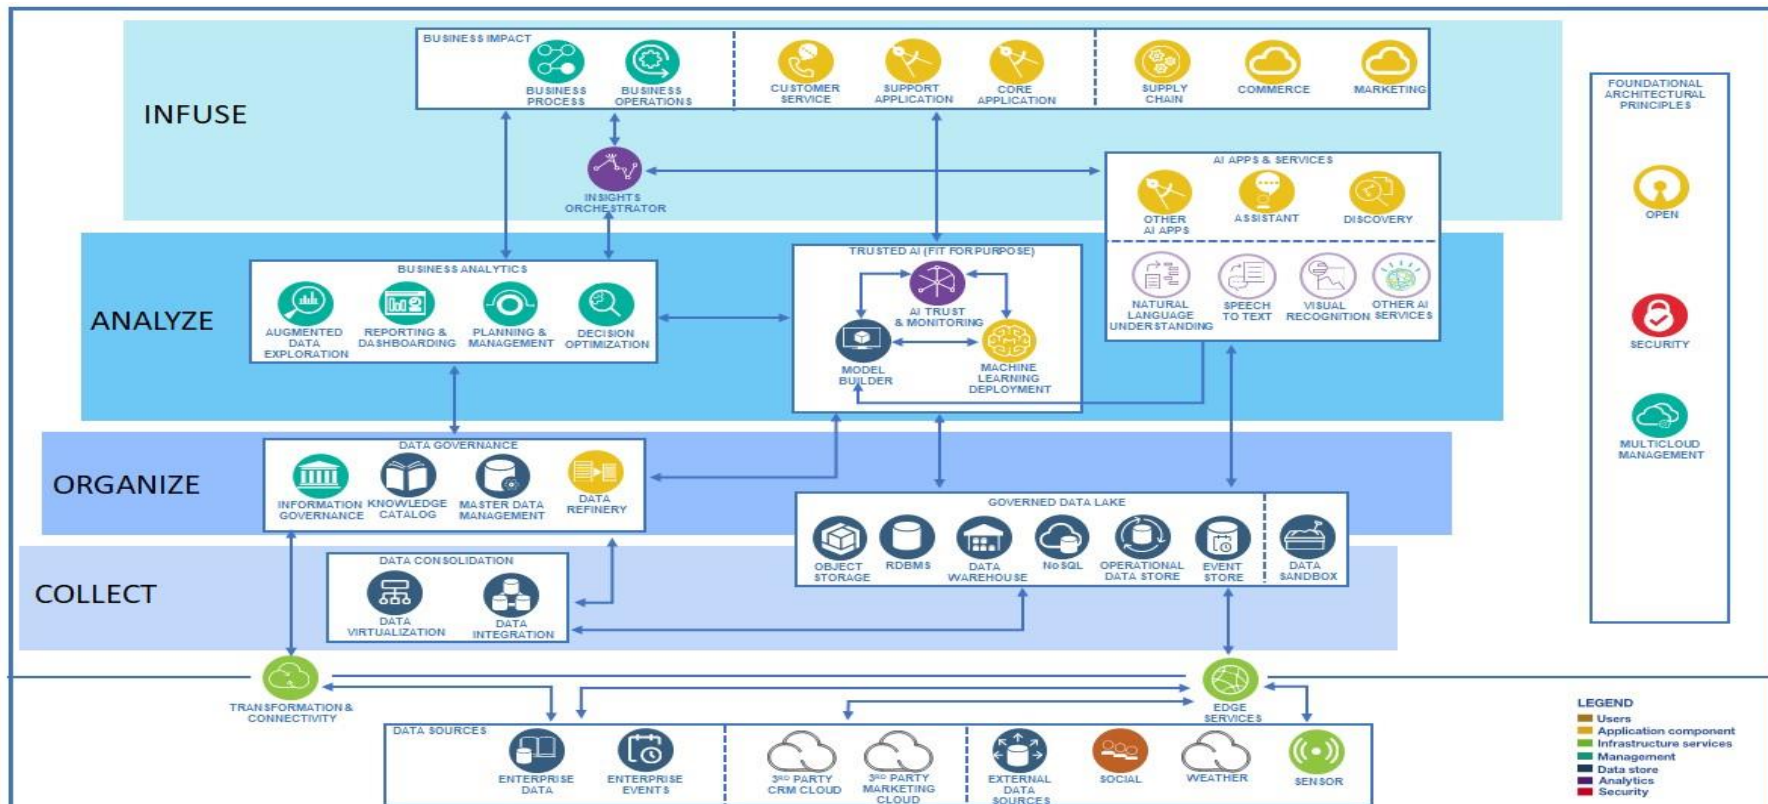 BUSINESS IMPACT
BUSINESS
PROCESS
BUSINESS
OPERATIONS
CUSTOMER
SERVICE
SUPPORT
APPLICATION
CORE
APPLICATION
SUPPLY
CHAIN
COMMERCE
MARKETING
INFUSE
INSIGHTS
ORCHESTRATOR
AI APPS & SERVICES
OTHER
AI APPS
ASSISTANT
DISCOVERY
NATURAL
LANGUAGE
UNDERSTANDING
SPEECH
TO TEXT
VISUAL
RECOGNITION
OTHER AI
SERVICES
ANALYZE
BUSINESS ANALYTICS
AUGMENTED
DATA
EXPLORATION
REPORTING &
DASHBOARDING
PLANNING &
MANAGEMENT
DECISION
OPTIMIZATION
TRUSTED AI (FIT FOR PURPOSE)
AI TRUST
& MONITORING
MODEL
BUILDER
MACHINE
LEARNING
DEPLOYMENT
ORGANIZE
DATA GOVERNANCE
INFORMATION
GOVERNANCE
KNOWLEDGE
CATALOG
MASTER DATA
MANAGEMENT
DATA
REFINERY
GOVERNED DATA LAKE
OBJECT
STORAGE
RDBMS
DATA
WAREHOUSE
NoSQL
OPERATIONAL
DATA STORE
EVENT
STORE
DATA
SANDBOX
COLLECT
DATA CONSOLIDATION
DATA
VIRTUALIZATION
DATA
INTEGRATION
TRANSFORMATION &
CONNECTIVITY
EDGE
SERVICES
DATA SOURCES
ENTERPRISE
DATA
ENTERPRISE
EVENTS
3RD PARTY
CRM CLOUD
3RD PARTY
MARKETING
CLOUD
EXTERNAL
DATA
SOURCES
SOCIAL
WEATHER
SENSOR
FOUNDATIONAL
ARCHITECTURAL
PRINCIPLES
OPEN
SECURITY
MULTICLOUD
MANAGEMENT
LEGEND
Users
Application component
Infrastructure services
Management
Data store
Analytics
Security